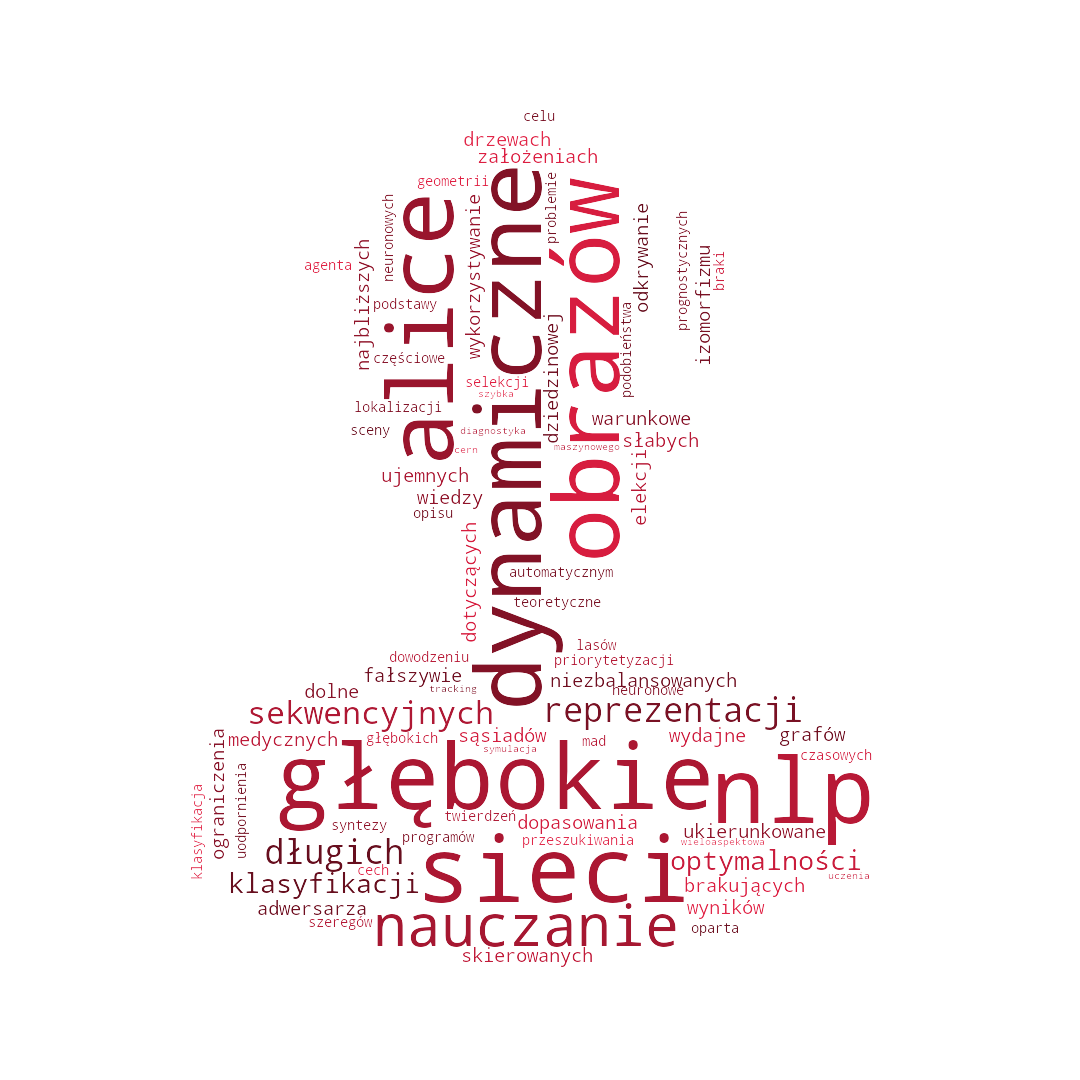 celu
drzewach
założeniach
geometrii
neuronowych
alice
dynamiczne
problemie
obrazów
wykorzystywanie
odkrywanie
prognostycznych
izomorfizmu
braki
agenta
najbliższych
podstawy
częściowe
selekcji
szybka
dziedzinowej
podobieństwa
lokalizacji
sceny
diagnostyka
cern
maszynowego
warunkowe
słabych
elekcji
ujemnych
wiedzy
opisu
dotyczących
automatycznym
teoretyczne
lasów
dowodzeniu
priorytetyzacji
fałszywie
tracking
niezbalansowanych
neuronowe
dolne
sekwencyjnych
reprezentacji
medycznych
głębokich
sąsiadów
symulacja
mad
wydajne
grafów
czasowych
głębokie
nlp
klasyfikacja
ograniczenia
uodpornienia
syntezy
twierdzeń
dopasowania
programów
przeszukiwania
ukierunkowane
wieloaspektowa
długich
cech
sieci
optymalności
uczenia
klasyfikacji
brakujących
adwersarza
szeregów
nauczanie
wyników
oparta
skierowanych